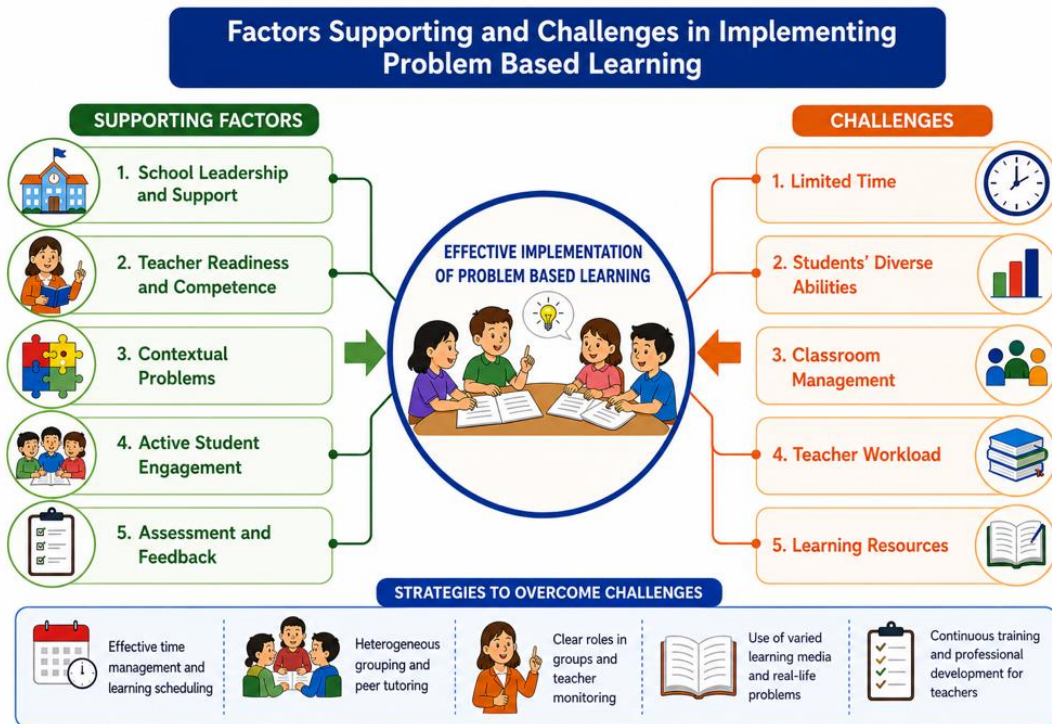 Factors Supporting and Challenges in Implementing
Problem Based Learning
SUPPORTING FACTORS
1. School Leadership
and Support
2. Teacher Readiness
and Competence
3. Contextual
Problems
4. Active Student
Engagement
5. Assessment and
Feedback
EFFECTIVE IMPLEMENTATION
OF PROBLEM BASED LEARNING
CHALLENGES
1. Limited Time
2. Students' Diverse
Abilities
3. Classroom
Management
4. Teacher Workload
5. Learning Resources
STRATEGIES TO OVERCOME CHALLENGES
Effective time
management and
learning scheduling
Heterogeneous
grouping and
peer tutoring
Clear roles in
groups and
teacher
monitoring
Use of varied
learning media
and real-life
problems
Continuous training
and professional
development for
teachers